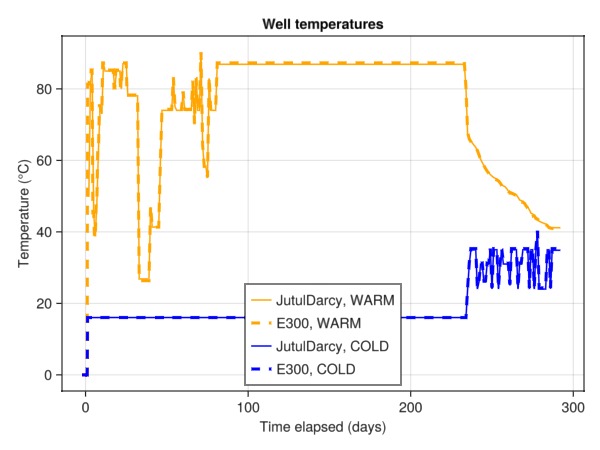 Well temperatures
Temperature (°C)
80
60
40
20
0
JutulDarcy, WARM
E300, WARM
JutulDarcy, COLD
E300, COLD
0
100
200
300
Time elapsed (days)